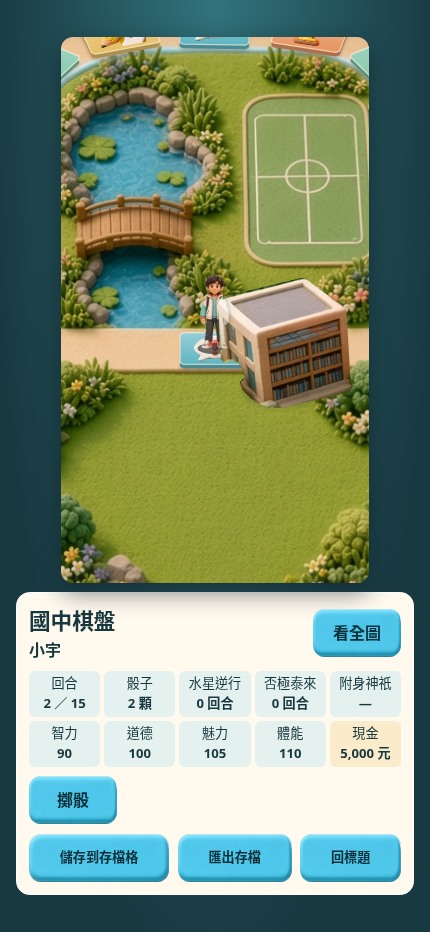 國中棋盤
小宇
看全圖
回合
2 ／ 15
骰子
2 顆
水星逆行
0 回合
否極泰來
0 回合
附身神祇
—
智力
90
道德
100
魅力
105
體能
110
現金
5,000 元
擲骰
儲存到存檔格
匯出存檔
回標題